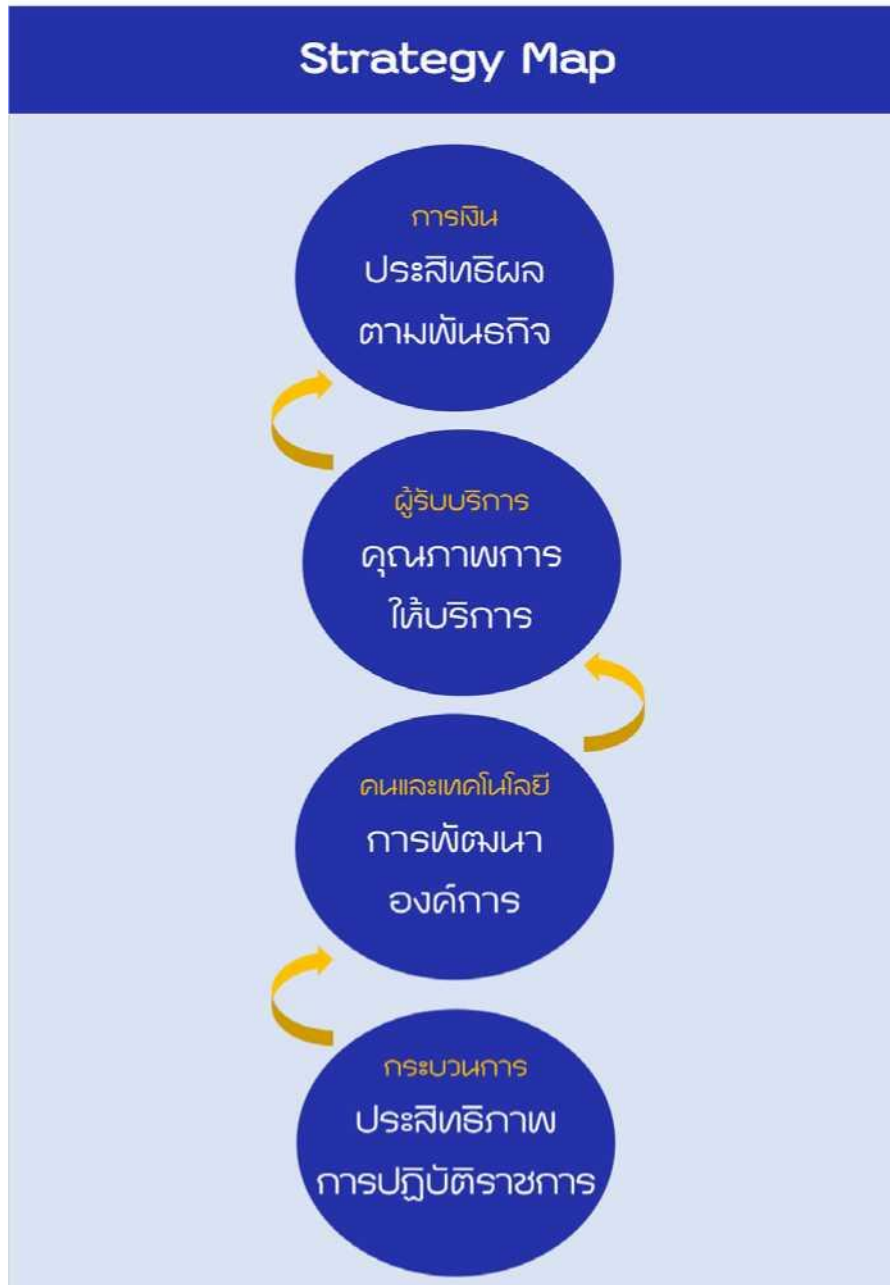 Strategy Map
การเงิน
ประสิทธิผล
ตามพันธกิจ
ผู้รับบริการ
คุณภาพการ
ให้บริการ
คนและเทคโนโลยี
การพัฒนา
องค์การ
กระบวนการ
ประสิทธิภาพ
การปฏิบัติราชการ